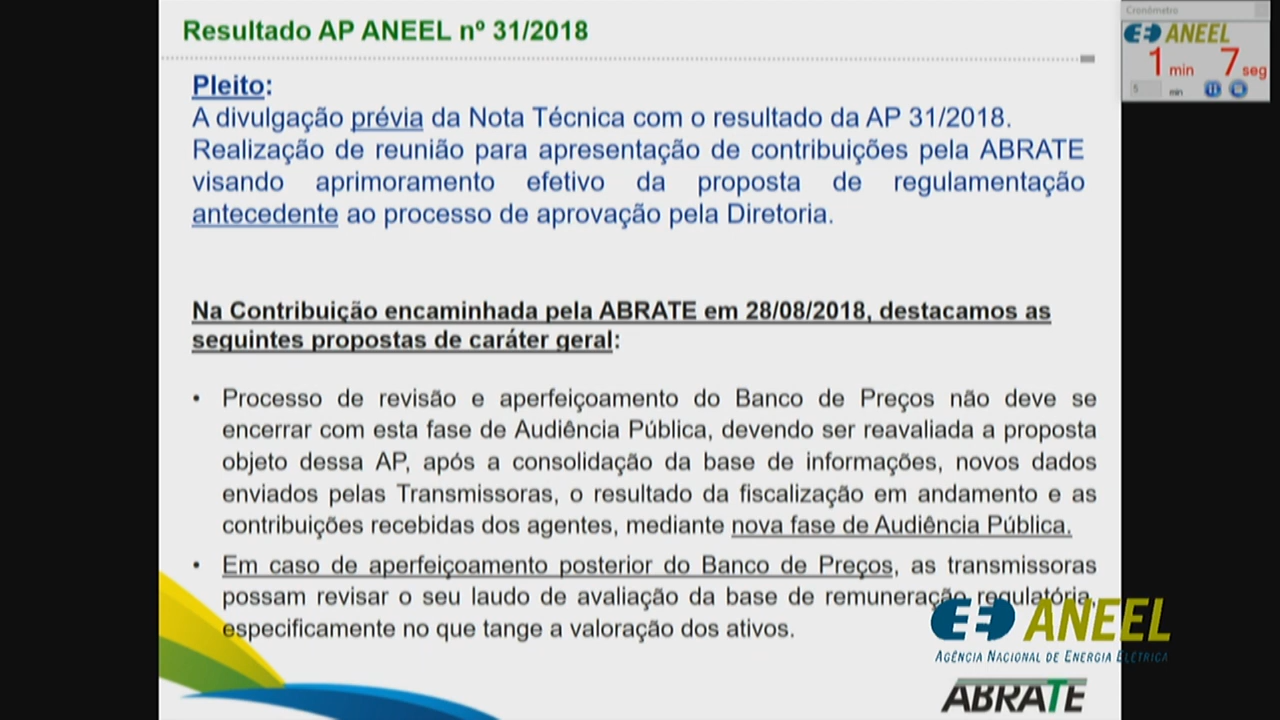 Resultado AP ANEEL nº 31/2018
Cronômetro
ANEEL
1 min 7 seg
5 min
Pleito:
A divulgação prévia da Nota Técnica com o resultado da AP 31/2018.
Realização de reunião para apresentação de contribuições pela ABRATE
visando aprimoramento efetivo da proposta de regulamentação
antecedente ao processo de aprovação pela Diretoria.
Na Contribuição encaminhada pela ABRATE em 28/08/2018, destacamos as
seguintes propostas de caráter geral:
• Processo de revisão e aperfeiçoamento do Banco de Preços não deve se
encerrar com esta fase de Audiência Pública, devendo ser reavaliada a proposta
objeto dessa AP, após a consolidação da base de informações, novos dados
enviados pelas Transmissoras, o resultado da fiscalização em andamento e as
contribuições recebidas dos agentes, mediante nova fase de Audiência Pública.
• Em caso de aperfeiçoamento posterior do Banco de Preços, as transmissoras
possam revisar o seu laudo de avaliação da base de remuneração regulatória,
especificamente no que tange a valoração dos ativos.
ANEEL
AGÊNCIA NACIONAL DE ENERGIA ELÉTRICA
ABRATE